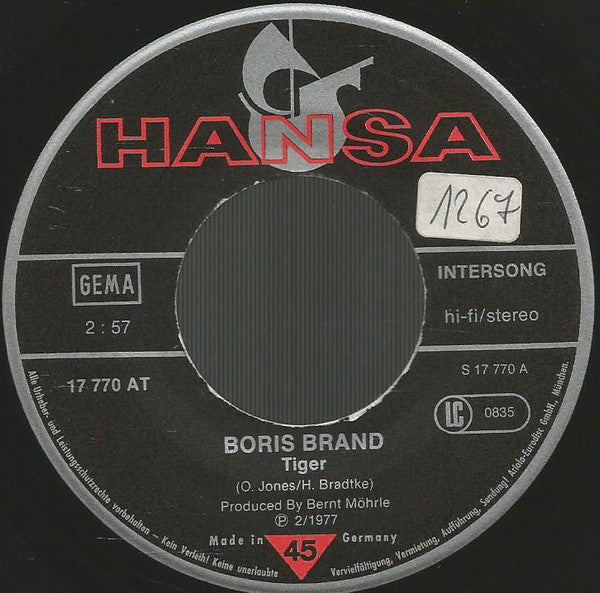 HANSA
1267
GEMA
INTERSONG
2 : 57
hi-fi/stereo
17 770 AT
S 17 770 A
LC 0835
BORIS BRAND
Tiger
(O. Jones/H. Bradtke)
Produced By Bernt Möhrle
℗ 2/1977
Made in 45 Germany
Alle Urheber- und Leistungsschutzrechte vorbehalten – Kein Verleih! Keine unerlaubte Vervielfältigung, Vermietung, Aufführung, Sendung! Ariola-Eurodisc GmbH, München.